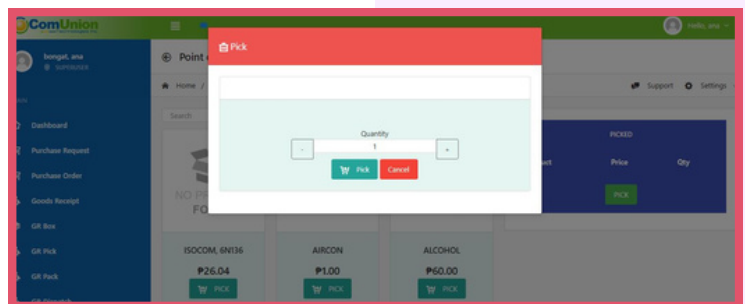 ComUnion
Hello, ana
bongat, ana
SUPERUSER
Point
Pick
Home /
Support
Settings
Search
Dashboard
Purchase Request
Purchase Order
Goods Receipt
GR Box
GR Pick
GR Pack
Quantity
- 1 +
Pick Cancel
PICKED
Price Qty
PICK
NO
ISOCOM, 6N136 AIRCON ALCOHOL
₱26.04 ₱1.00 ₱60.00
PICK PICK PICK